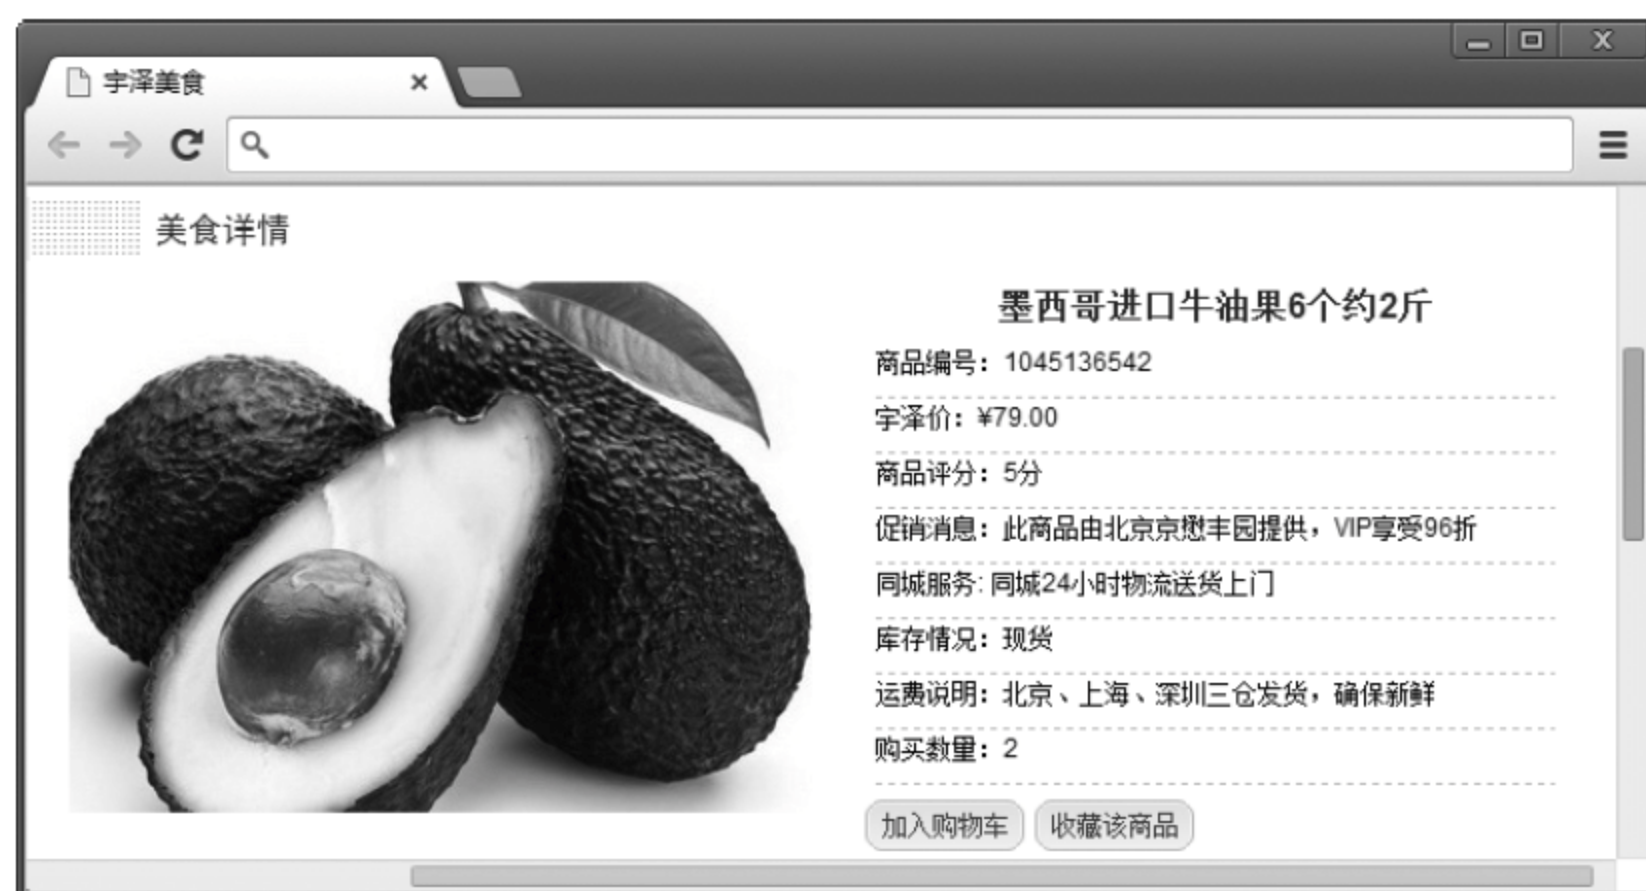 宇泽美食
美食详情
墨西哥进口牛油果6个约2斤
商品编号：1045136542
宇泽价：¥79.00
商品评分：5分
促销消息：此商品由北京京懋丰园提供，VIP享受96折
同城服务: 同城24小时物流送货上门
库存情况：现货
运费说明：北京、上海、深圳三仓发货，确保新鲜
购买数量：2
加入购物车 收藏该商品